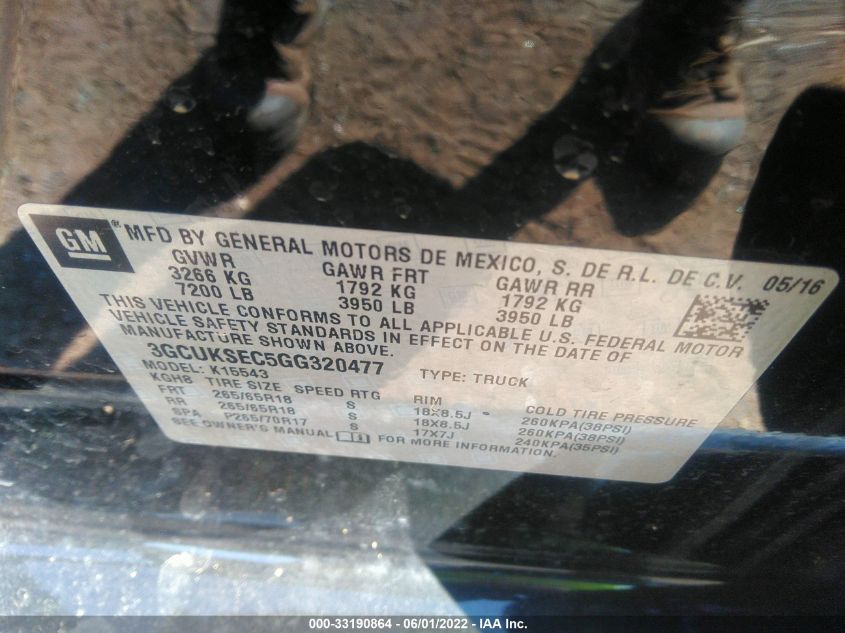 GM® MFD BY GENERAL MOTORS DE MEXICO, S. DE R.L. DE C.V. 05/16
GVWR GAWR FRT GAWR RR
3266 KG 1792 KG 1792 KG
7200 LB 3950 LB 3950 LB
THIS VEHICLE CONFORMS TO ALL APPLICABLE U.S. FEDERAL MOTOR
VEHICLE SAFETY STANDARDS IN EFFECT ON THE DATE OF
MANUFACTURE SHOWN ABOVE.
3GCUKSEC5GG320477 TYPE: TRUCK
MODEL: K15543
KGHB TIRE SIZE SPEED RTG RIM COLD TIRE PRESSURE
FRT 265/65R18 S 18X8.5J 260KPA(38PSI)
RR 265/65R18 S 18X8.5J 260KPA(38PSI)
SPA P265/70R17 S 17X7J 240KPA(35PSI)
SEE OWNER'S MANUAL FOR MORE INFORMATION.
000-33190864 - 06/01/2022 - IAA Inc.